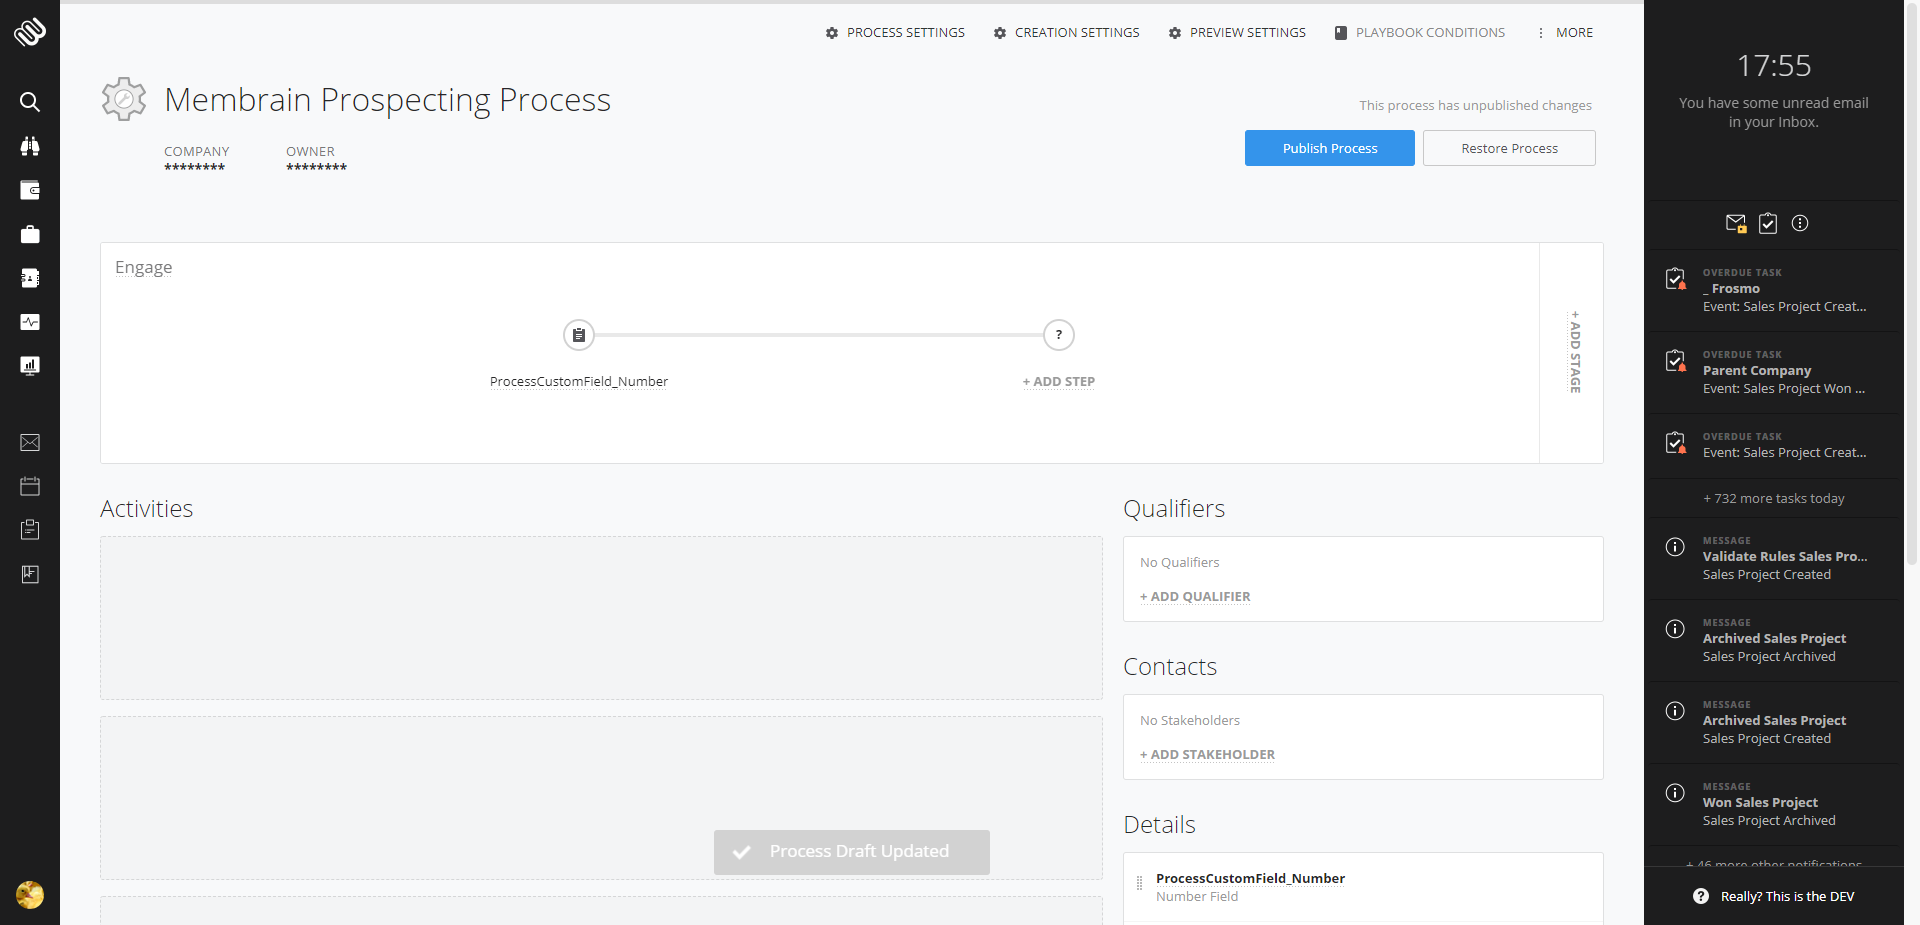 PROCESS SETTINGS
CREATION SETTINGS
PREVIEW SETTINGS
PLAYBOOK CONDITIONS
MORE
Membrain Prospecting Process
This process has unpublished changes
COMPANY
********
OWNER
********
Publish Process
Restore Process
Engage
ProcessCustomField_Number
?
+ ADD STEP
+ ADD STAGE
Activities
Process Draft Updated
Qualifiers
No Qualifiers
+ ADD QUALIFIER
Contacts
No Stakeholders
+ ADD STAKEHOLDER
Details
ProcessCustomField_Number
Number Field
17:55
You have some unread email
in your Inbox.
OVERDUE TASK
_ Frosmo
Event: Sales Project Creat...
OVERDUE TASK
Parent Company
Event: Sales Project Won ...
OVERDUE TASK
Event: Sales Project Creat...
+ 732 more tasks today
MESSAGE
Validate Rules Sales Pro...
Sales Project Created
MESSAGE
Archived Sales Project
Sales Project Archived
MESSAGE
Archived Sales Project
Sales Project Created
MESSAGE
Won Sales Project
Sales Project Archived
+ 46 more other notifications
? Really? This is the DEV